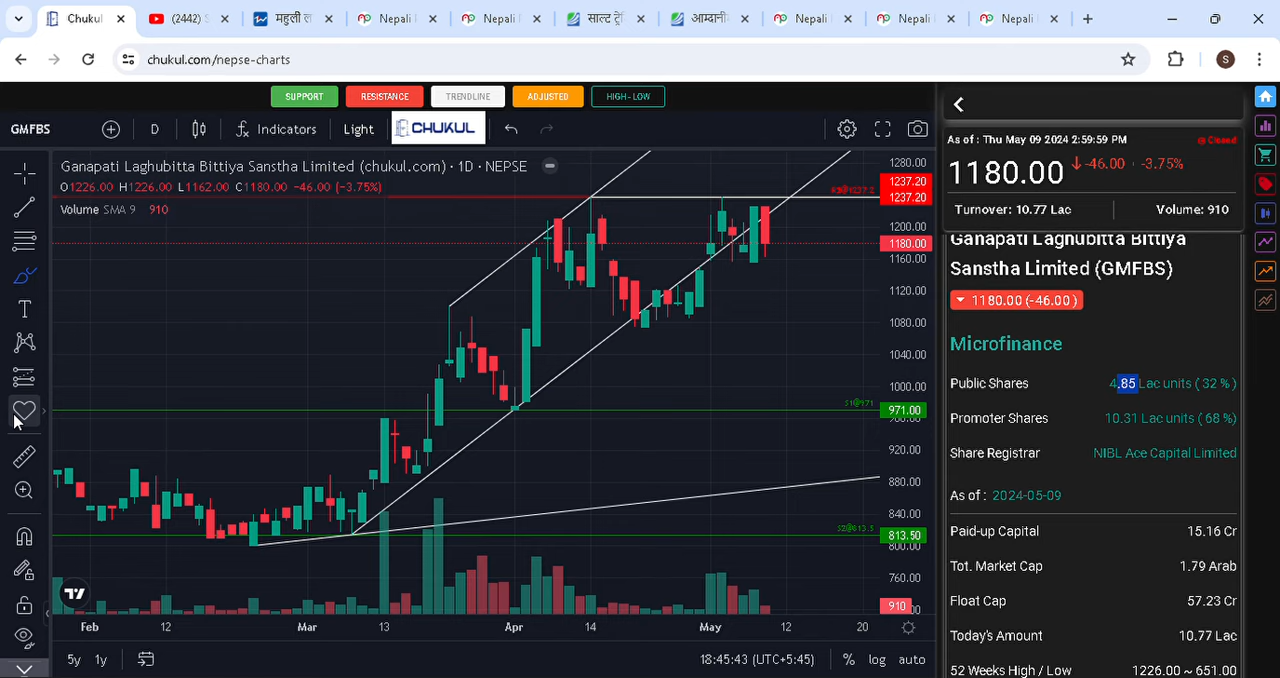 Chukul
(2442) S
महुली ल
Nepali
Nepali
साल्ट ट्रे
आम्दानी
Nepali
Nepali
Nepali
chukul.com/nepse-charts
S
SUPPORT
RESISTANCE
TRENDLINE
ADJUSTED
HIGH-LOW
GMFBS
D
Indicators
Light
CHUKUL
Ganapati Laghubitta Bittiya Sanstha Limited (chukul.com) · 1D · NEPSE
O1226.00 H1226.00 L1162.00 C1180.00 -46.00 (-3.75%)
Volume SMA 9 910
R3@1237.2
S1@971
S2@813.5
1280.00
1237.20
1237.20
1200.00
1180.00
1160.00
1120.00
1080.00
1040.00
1000.00
971.00
920.00
880.00
840.00
813.50
800.00
760.00
910
Feb 12 Mar 13 Apr 14 May 12 20
5y 1y
18:45:43 (UTC+5:45) % log auto
As of : Thu May 09 2024 2:59:59 PM
Closed
1180.00 -46.00 -3.75%
Turnover: 10.77 Lac Volume: 910
Ganapati Laghubitta Bittiya
Sanstha Limited (GMFBS)
1180.00 (-46.00 )
Microfinance
Public Shares 4.85 Lac units ( 32 % )
Promoter Shares 10.31 Lac units ( 68 % )
Share Registrar NIBL Ace Capital Limited
As of : 2024-05-09
Paid-up Capital 15.16 Cr
Tot. Market Cap 1.79 Arab
Float Cap 57.23 Cr
Today's Amount 10.77 Lac
52 Weeks High / Low 1226.00 ~ 651.00